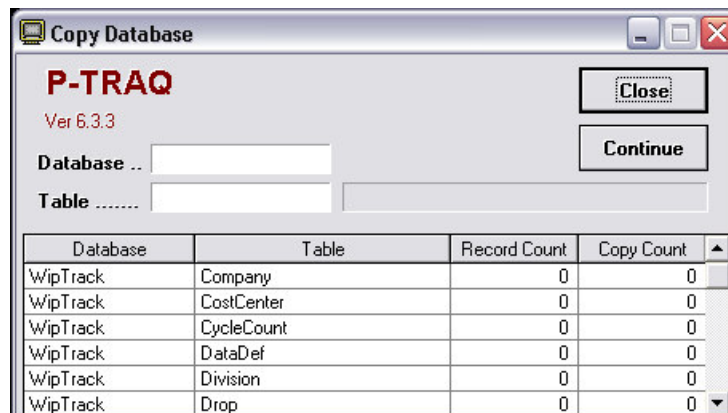 Copy Database
P-TRAQ
Close
Ver 6.3.3
Continue
Database ..
Table .......
Database Table Record Count Copy Count
WipTrack Company 0 0
WipTrack CostCenter 0 0
WipTrack CycleCount 0 0
WipTrack DataDef 0 0
WipTrack Division 0 0
WipTrack Drop 0 0